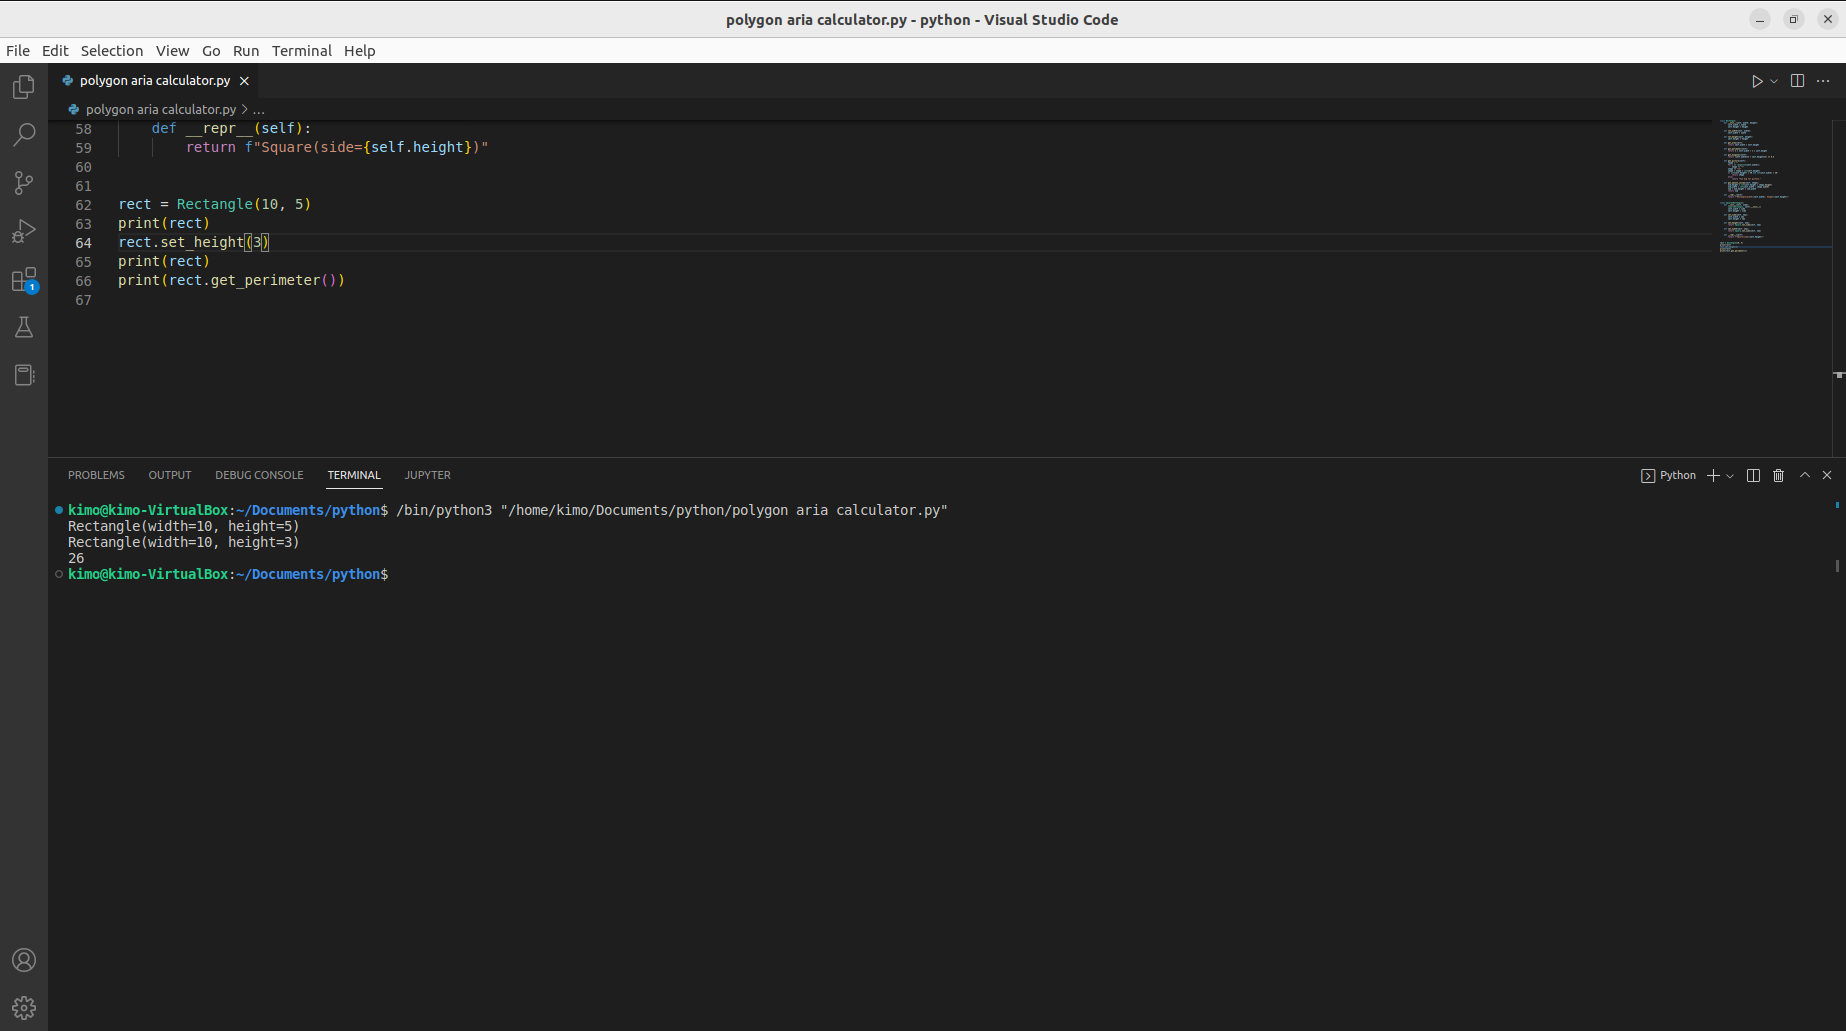 polygon aria calculator.py - python - Visual Studio Code
File Edit Selection View Go Run Terminal Help
polygon aria calculator.py
polygon aria calculator.py > ...
58 def __repr__(self):
59 return f"Square(side={self.height})"
60
61
62 rect = Rectangle(10, 5)
63 print(rect)
64 rect.set_height(3)
65 print(rect)
66 print(rect.get_perimeter())
67
1
PROBLEMS OUTPUT DEBUG CONSOLE TERMINAL JUPYTER
Python
kimo@kimo-VirtualBox:~/Documents/python$ /bin/python3 "/home/kimo/Documents/python/polygon aria calculator.py"
Rectangle(width=10, height=5)
Rectangle(width=10, height=3)
26
kimo@kimo-VirtualBox:~/Documents/python$